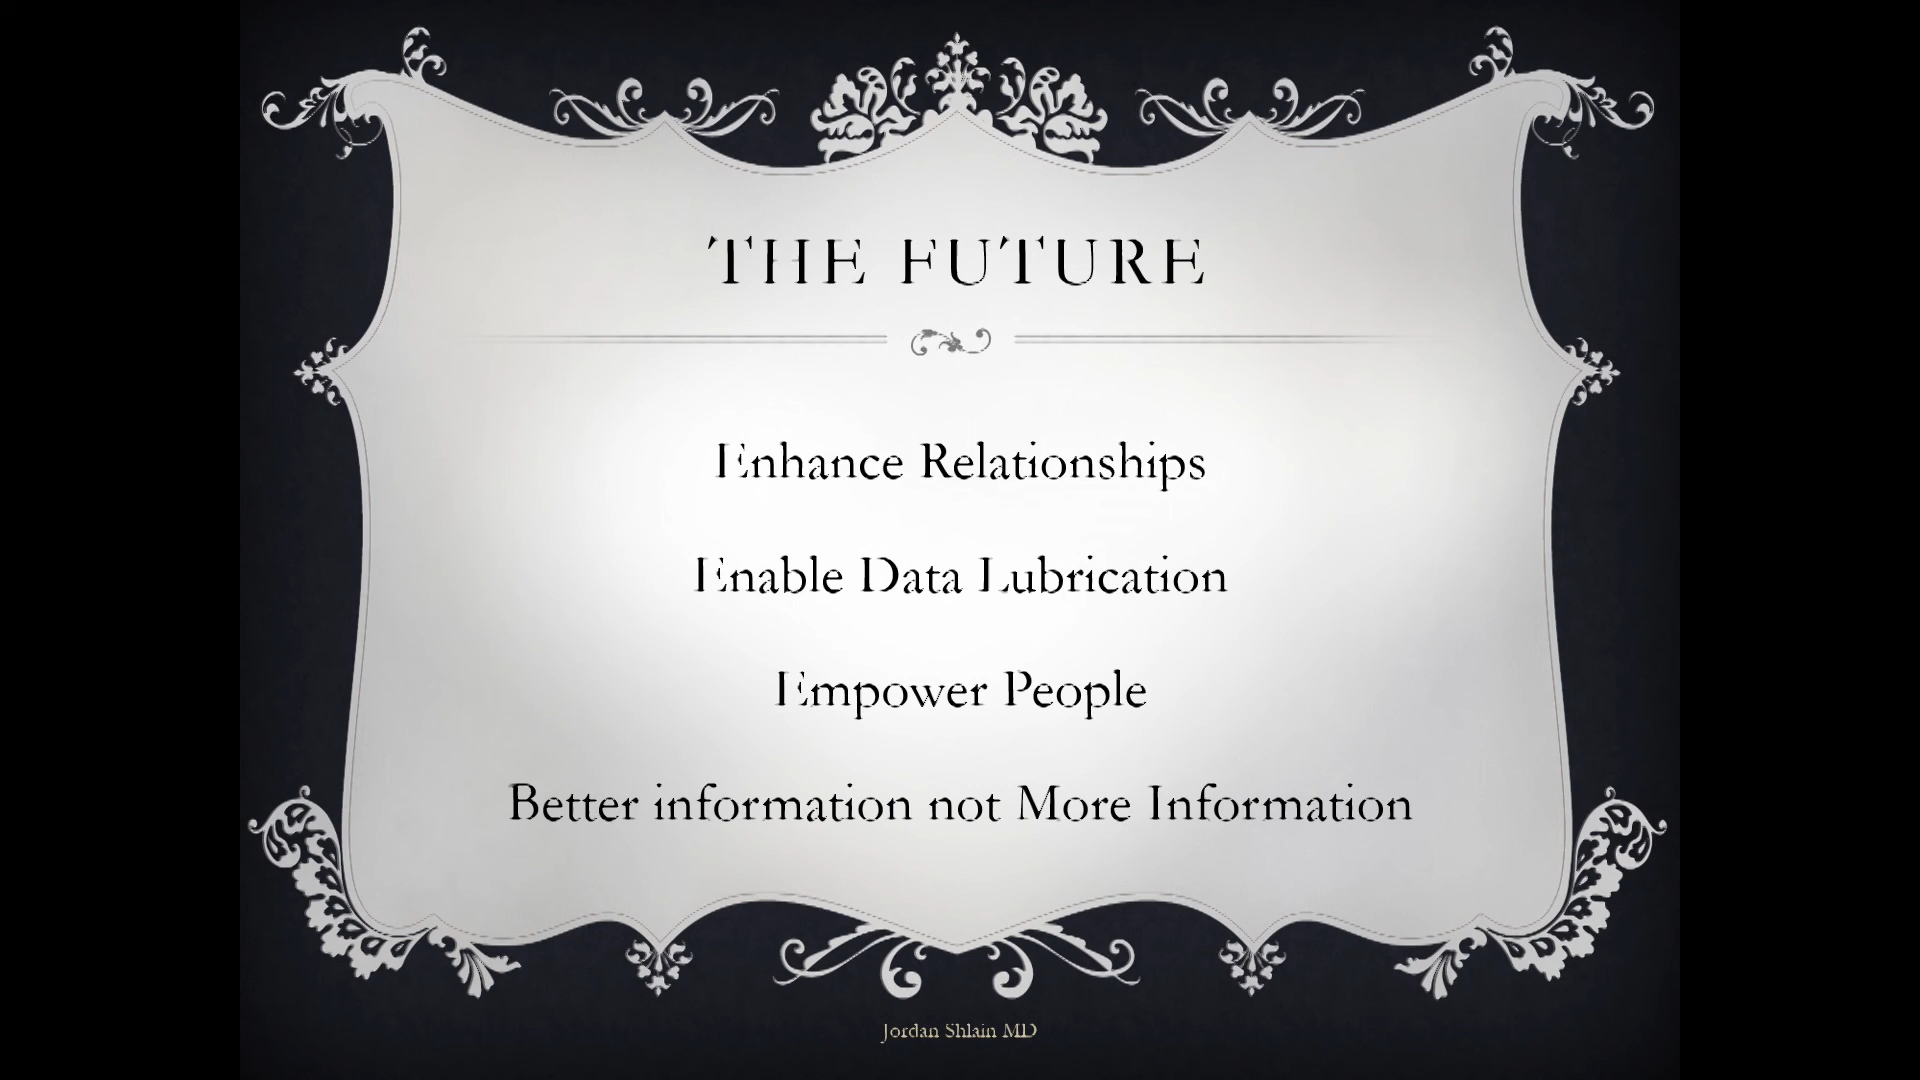 THE FUTURE
Enhance Relationships
Enable Data Lubrication
Empower People
Better information not More Information
Jordan Shlain MD